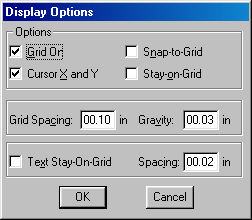 Display Options
Options
Grid On
Snap-to-Grid
Cursor X and Y
Stay-on-Grid
Grid Spacing: 00.10 in Gravity: 00.03 in
Text Stay-On-Grid Spacing: 00.02 in
OK Cancel